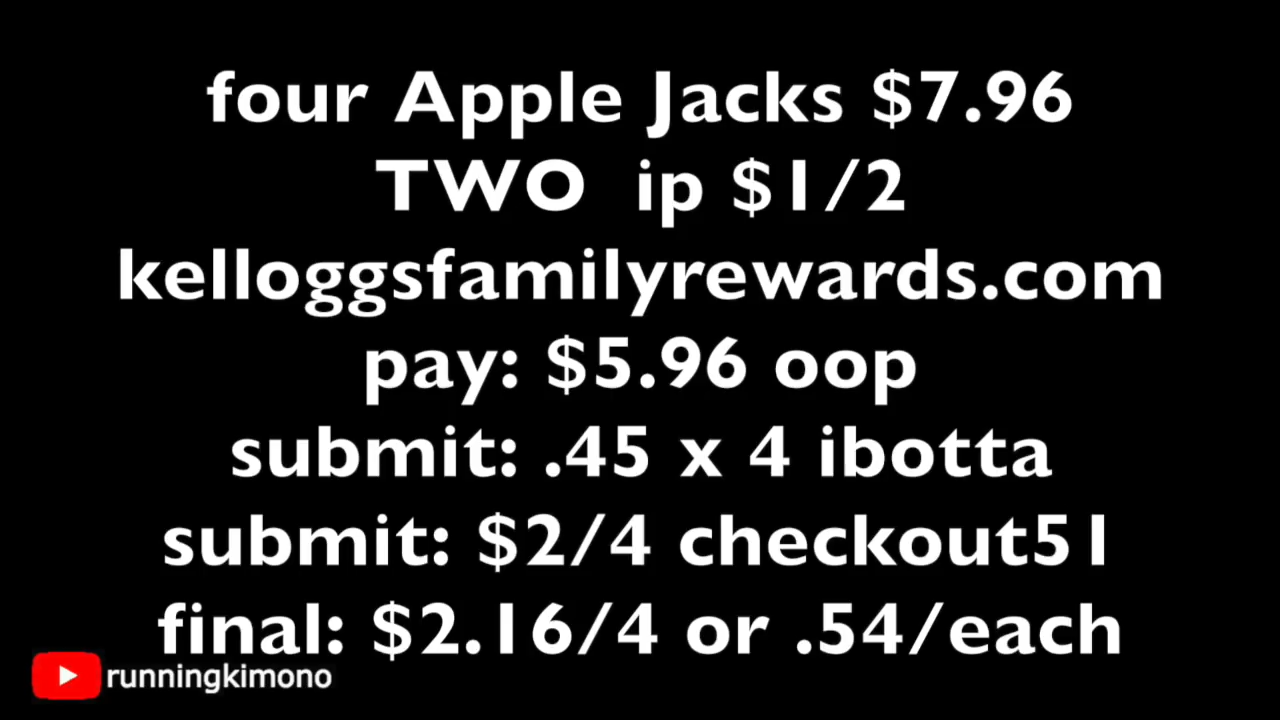 four Apple Jacks $7.96
TWO ip $1/2
kelloggsfamilyrewards.com
pay: $5.96 oop
submit: .45 x 4 ibotta
submit: $2/4 checkout51
final: $2.16/4 or .54/each
runningkimono